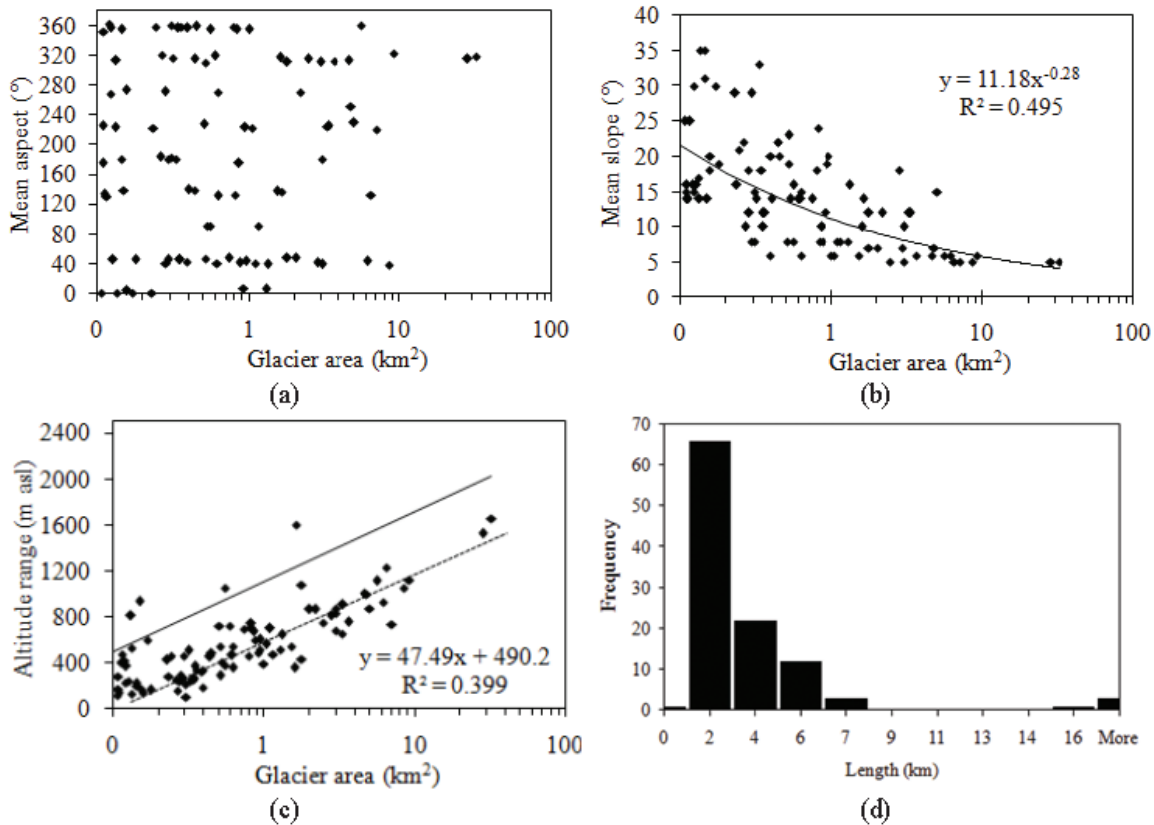 360
320
280
240
200
160
120
80
40
0
Mean aspect (°)
0 1 10 100
Glacier area (km²)
(a)
40
35
30
25
20
15
10
5
0
Mean slope (°)
y = 11.18x^-0.28
R² = 0.495
0 1 10 100
Glacier area (km²)
(b)
2400
2000
1600
1200
800
400
0
Altitude range (m asl)
y = 47.49x + 490.2
R² = 0.399
0 1 10 100
Glacier area (km²)
(c)
70
60
50
40
30
20
10
0
Frequency
0 2 4 6 7 9 11 13 14 16 More
Length (km)
(d)